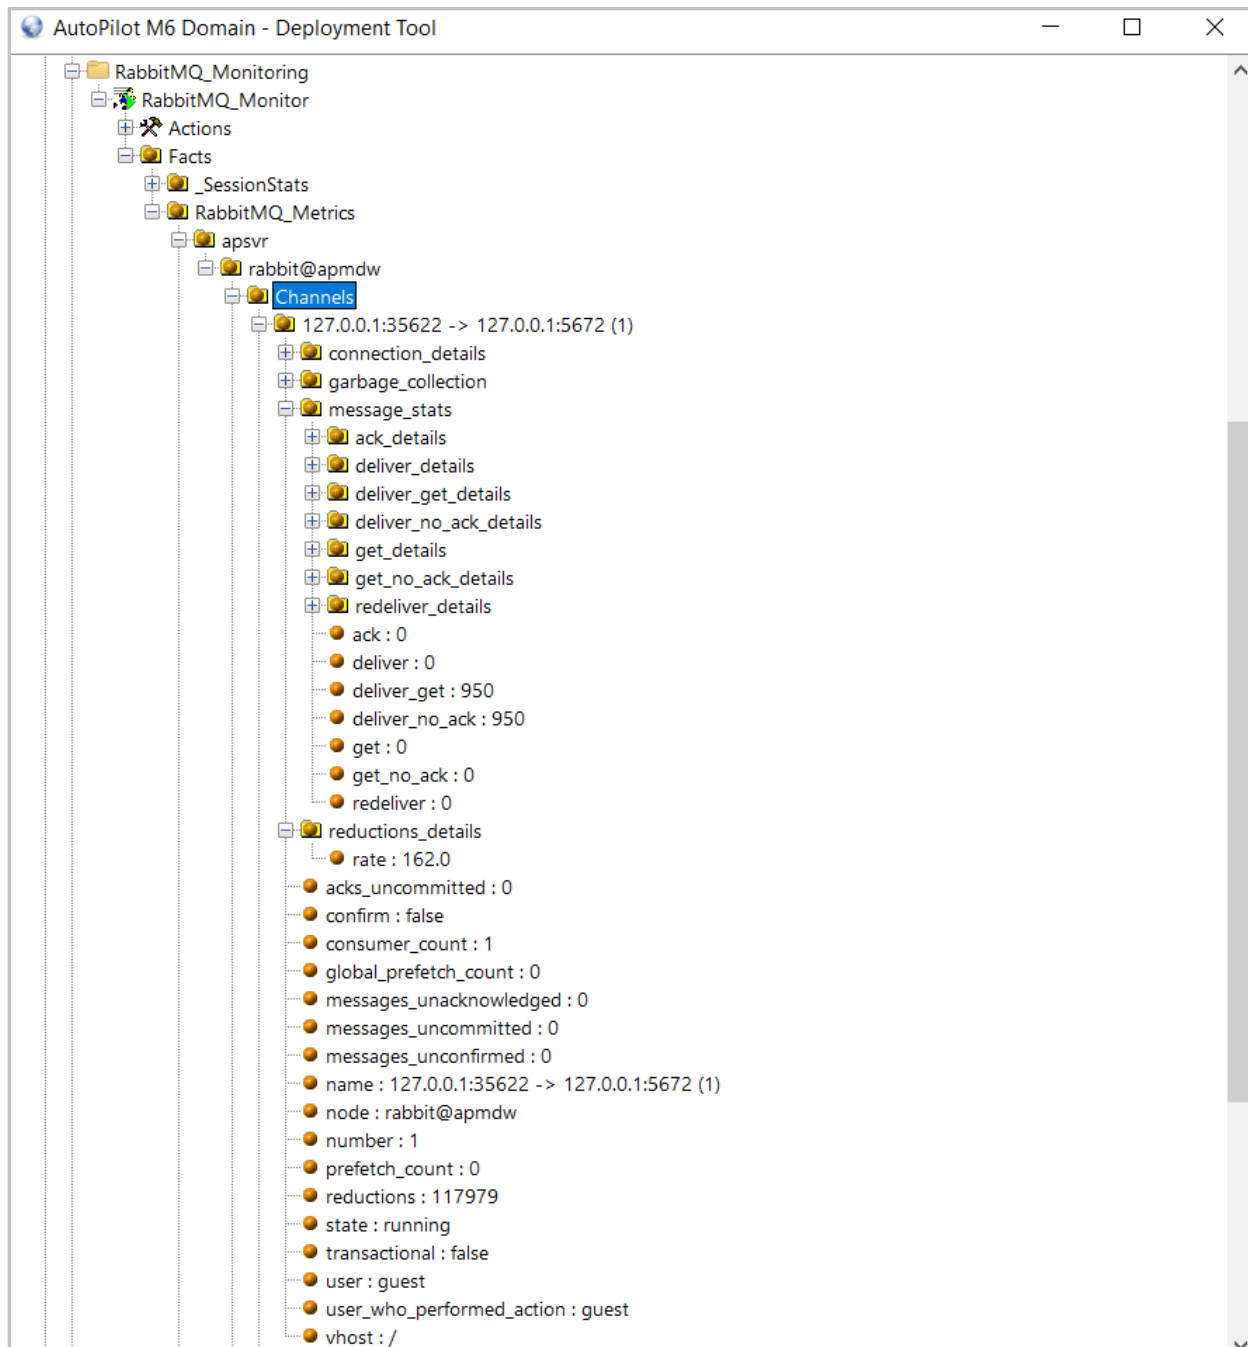 AutoPilot M6 Domain - Deployment Tool
RabbitMQ_Monitoring
RabbitMQ_Monitor
Actions
Facts
_SessionStats
RabbitMQ_Metrics
apsvr
rabbit@apmdw
Channels
127.0.0.1:35622 -> 127.0.0.1:5672 (1)
connection_details
garbage_collection
message_stats
ack_details
deliver_details
deliver_get_details
deliver_no_ack_details
get_details
get_no_ack_details
redeliver_details
ack : 0
deliver : 0
deliver_get : 950
deliver_no_ack : 950
get : 0
get_no_ack : 0
redeliver : 0
reductions_details
rate : 162.0
acks_uncommitted : 0
confirm : false
consumer_count : 1
global_prefetch_count : 0
messages_unacknowledged : 0
messages_uncommitted : 0
messages_unconfirmed : 0
name : 127.0.0.1:35622 -> 127.0.0.1:5672 (1)
node : rabbit@apmdw
number : 1
prefetch_count : 0
reductions : 117979
state : running
transactional : false
user : guest
user_who_performed_action : guest
vhost : /